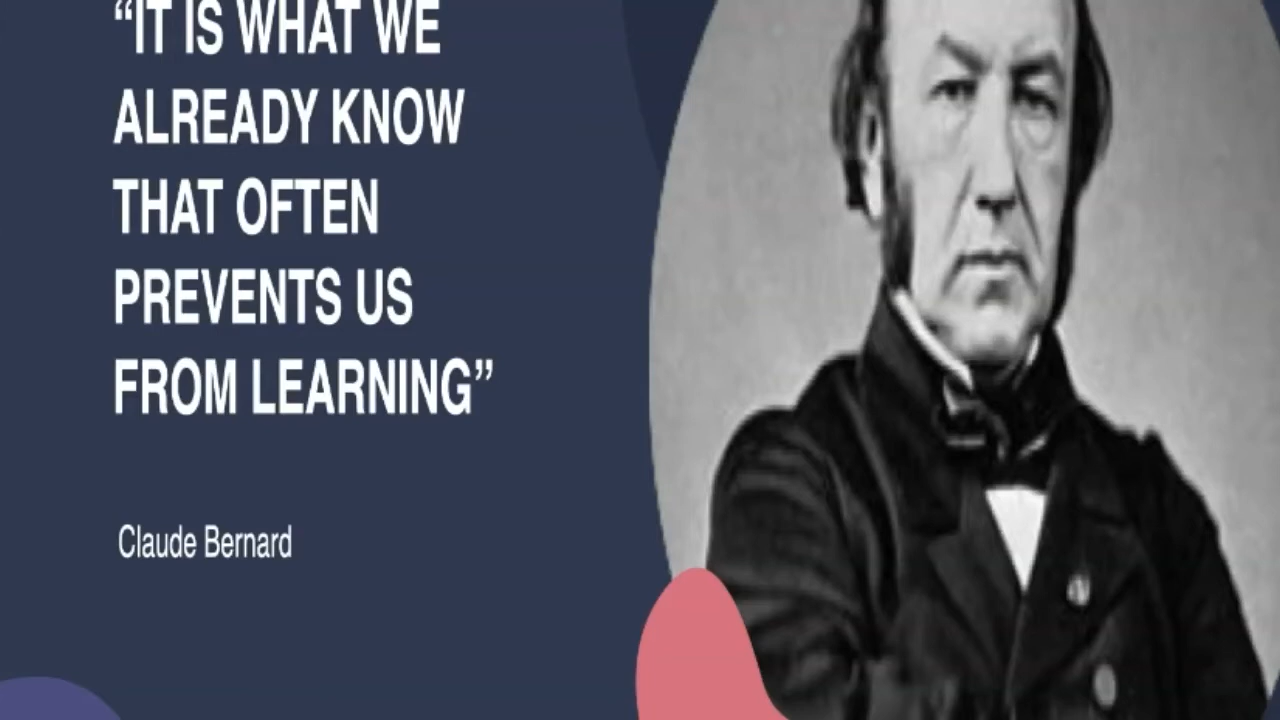 “IT IS WHAT WE
ALREADY KNOW
THAT OFTEN
PREVENTS US
FROM LEARNING”
Claude Bernard